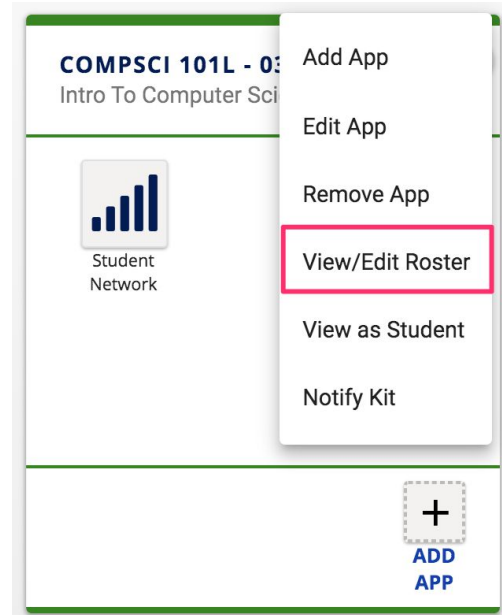 COMPSCI 101L - 03
Intro To Computer Sci
Add App
Edit App
Remove App
View/Edit Roster
View as Student
Notify Kit
Student
Network
ADD
APP